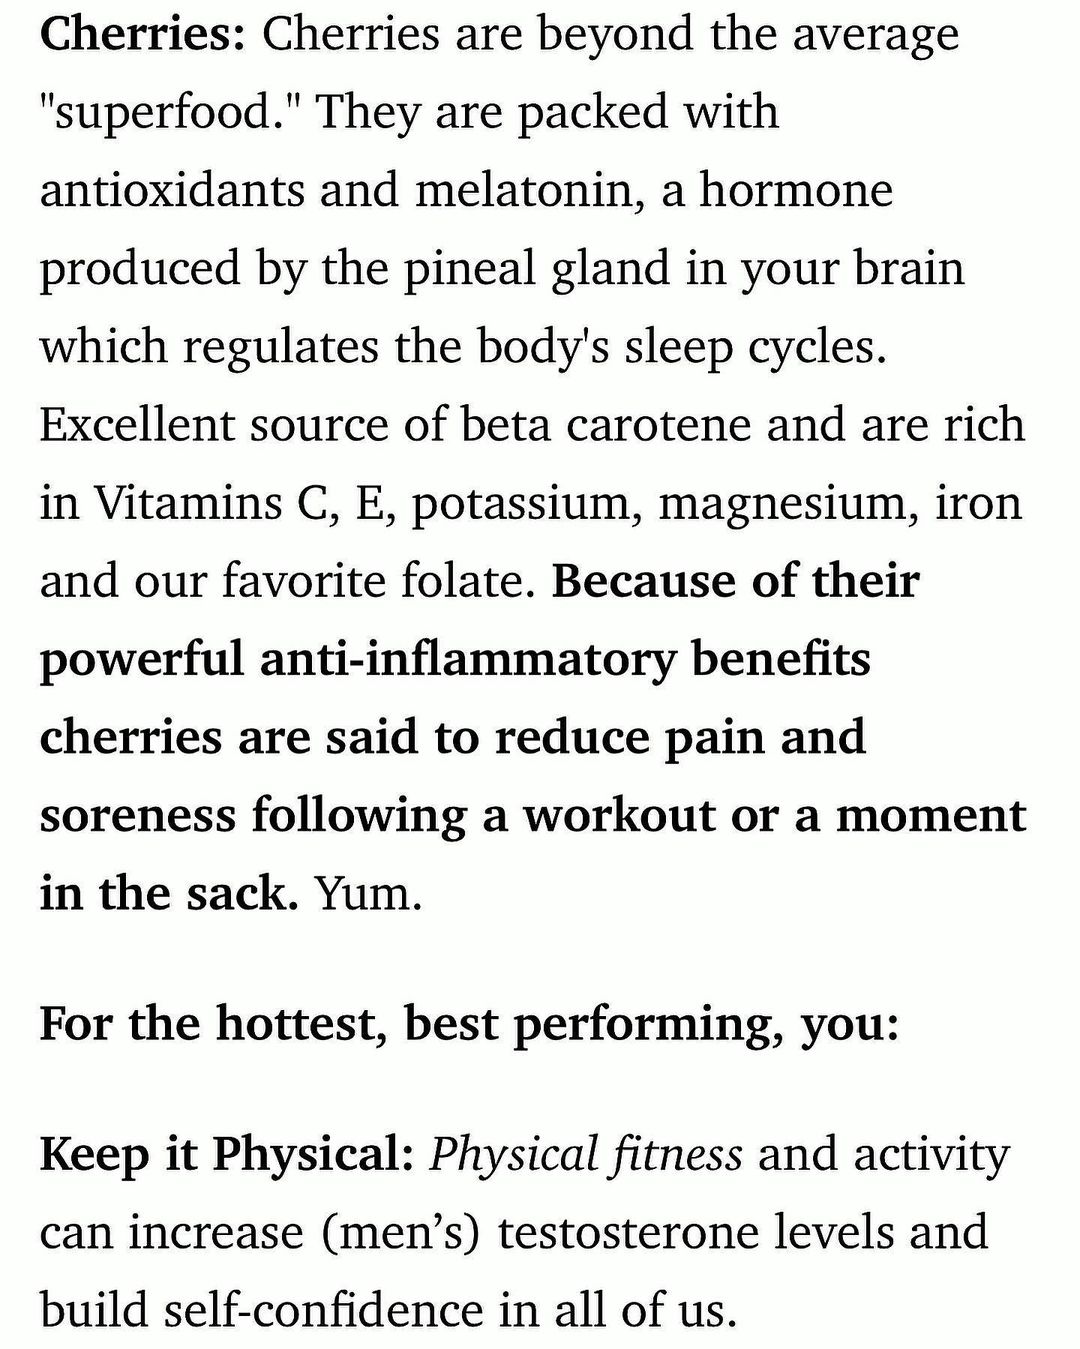 Cherries: Cherries are beyond the average
"superfood." They are packed with
antioxidants and melatonin, a hormone
produced by the pineal gland in your brain
which regulates the body's sleep cycles.
Excellent source of beta carotene and are rich
in Vitamins C, E, potassium, magnesium, iron
and our favorite folate. Because of their
powerful anti-inflammatory benefits
cherries are said to reduce pain and
soreness following a workout or a moment
in the sack. Yum.
For the hottest, best performing, you:
Keep it Physical: Physical fitness and activity
can increase (men’s) testosterone levels and
build self-confidence in all of us.